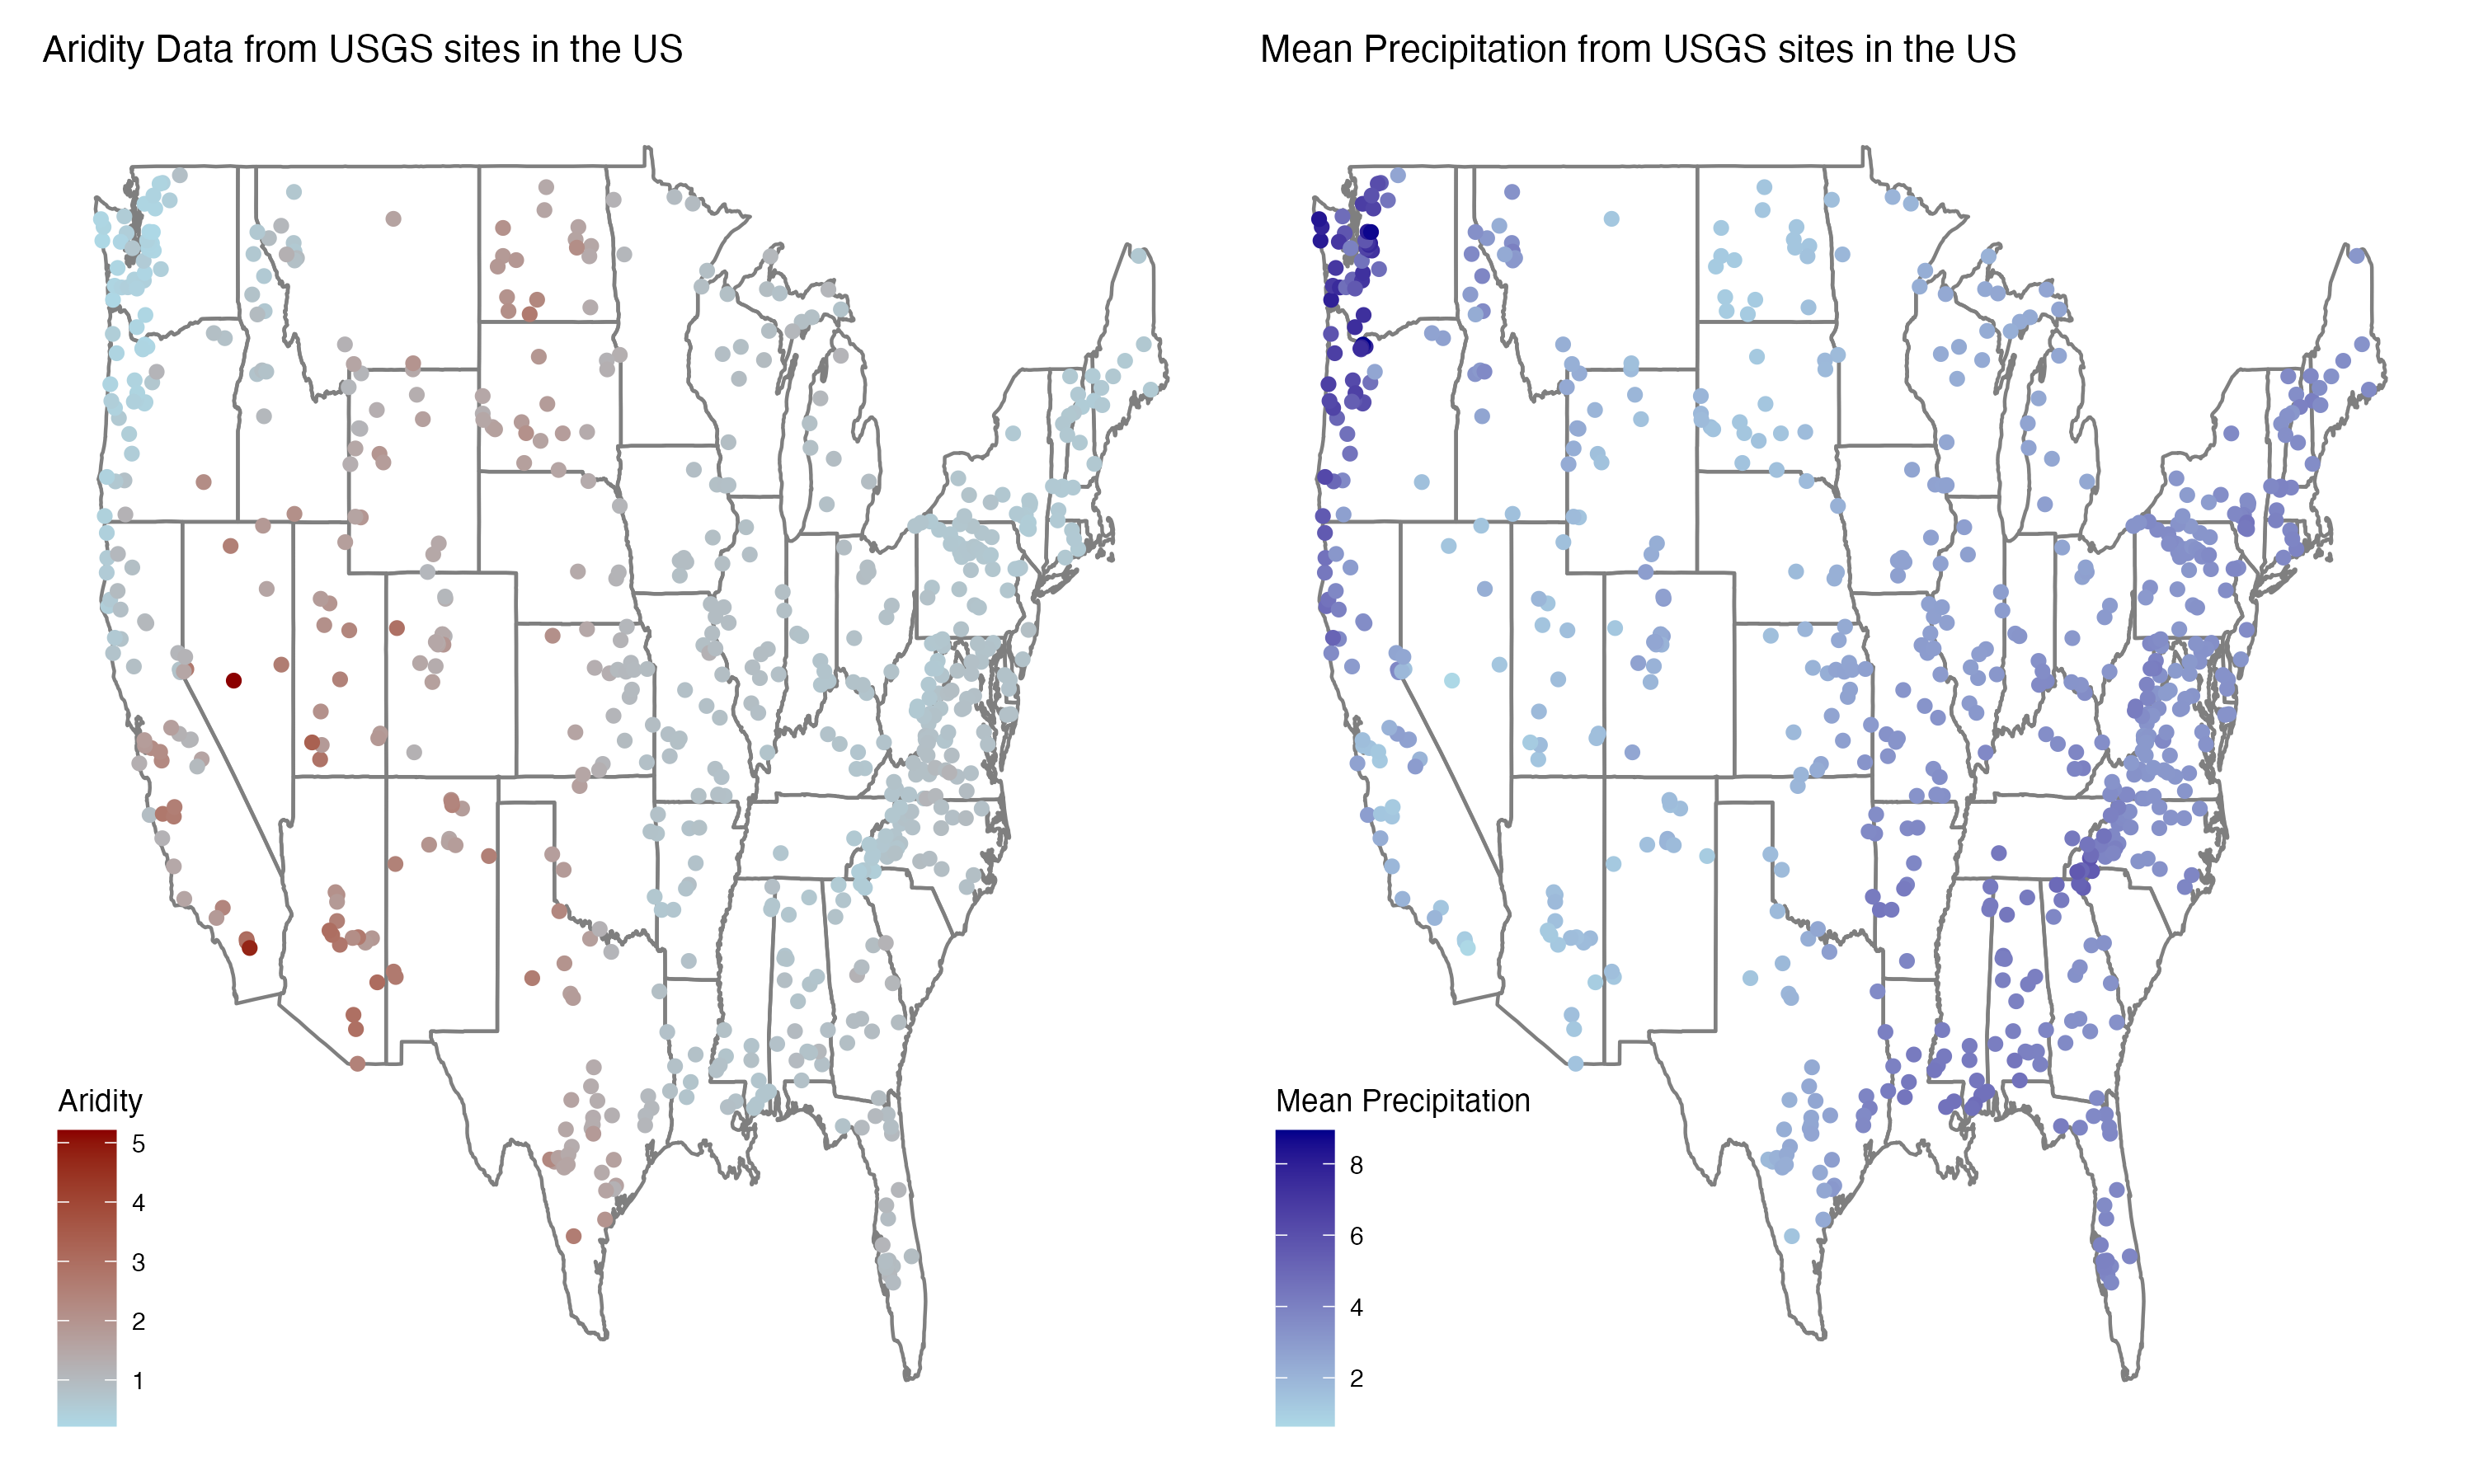 Aridity Data from USGS sites in the US
Mean Precipitation from USGS sites in the US
Aridity
5
4
3
2
1
Mean Precipitation
8
6
4
2